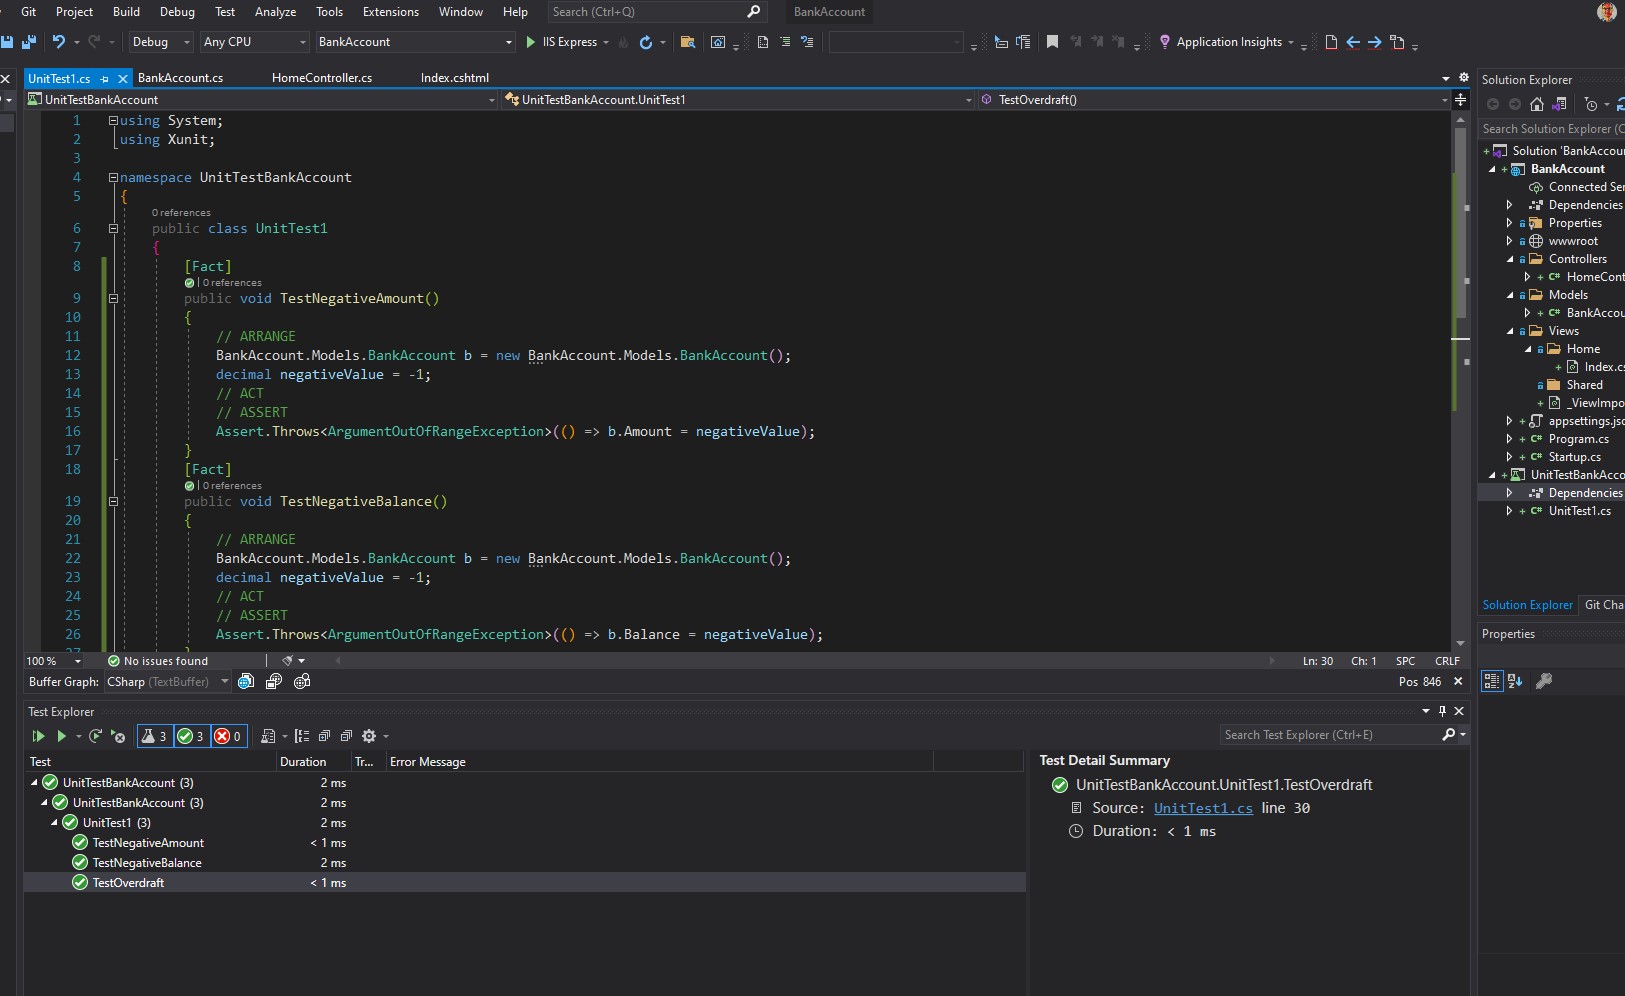 Git Project Build Debug Test Analyze Tools Extensions Window Help Search (Ctrl+Q) BankAccount
Debug Any CPU BankAccount IIS Express Application Insights
UnitTest1.cs BankAccount.cs HomeController.cs Index.cshtml
UnitTestBankAccount UnitTestBankAccount.UnitTest1 TestOverdraft()
1 using System;
2 using Xunit;
3
4 namespace UnitTestBankAccount
5 {
0 references
6 public class UnitTest1
7 {
8 [Fact]
| 0 references
9 public void TestNegativeAmount()
10 {
11 // ARRANGE
12 BankAccount.Models.BankAccount b = new BankAccount.Models.BankAccount();
13 decimal negativeValue = -1;
14 // ACT
15 // ASSERT
16 Assert.Throws<ArgumentOutOfRangeException>(() => b.Amount = negativeValue);
17 }
18 [Fact]
| 0 references
19 public void TestNegativeBalance()
20 {
21 // ARRANGE
22 BankAccount.Models.BankAccount b = new BankAccount.Models.BankAccount();
23 decimal negativeValue = -1;
24 // ACT
25 // ASSERT
26 Assert.Throws<ArgumentOutOfRangeException>(() => b.Balance = negativeValue);
100 % No issues found Ln: 30 Ch: 1 SPC CRLF
Buffer Graph: CSharp (TextBuffer) Pos 846
Test Explorer
3 3 0 Search Test Explorer (Ctrl+E)
Test Duration Tr... Error Message
UnitTestBankAccount (3) 2 ms
UnitTestBankAccount (3) 2 ms
UnitTest1 (3) 2 ms
TestNegativeAmount < 1 ms
TestNegativeBalance 2 ms
TestOverdraft < 1 ms
Test Detail Summary
UnitTestBankAccount.UnitTest1.TestOverdraft
Source: UnitTest1.cs line 30
Duration: < 1 ms
Solution Explorer
Search Solution Explorer (C
Solution 'BankAccou
BankAccount
Connected Ser
Dependencies
Properties
wwwroot
Controllers
HomeCont
Models
BankAccou
Views
Home
Index.cs
Shared
_ViewImpo
appsettings.jso
Program.cs
Startup.cs
UnitTestBankAcco
Dependencies
UnitTest1.cs
Solution Explorer Git Cha
Properties